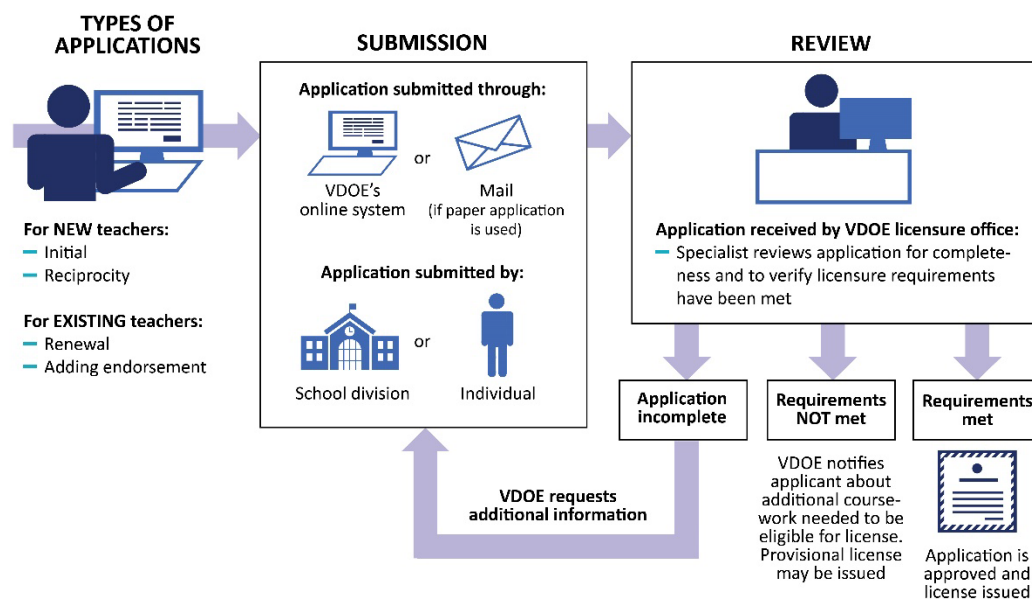 TYPES OF
APPLICATIONS
For NEW teachers:
Initial
Reciprocity
For EXISTING teachers:
Renewal
Adding endorsement
SUBMISSION
Application submitted through:
or
VDOE's
online system
Mail
(if paper application
is used)
Application submitted by:
or
School division
Individual
REVIEW
Application received by VDOE licensure office:
Specialist reviews application for complete-
ness and to verify licensure requirements
have been met
Application
incomplete
VDOE requests
additional information
Requirements
NOT met
VDOE notifies
applicant about
additional course-
work needed to be
eligible for license.
Provisional license
may be issued
Requirements
met
Application is
approved and
license issued